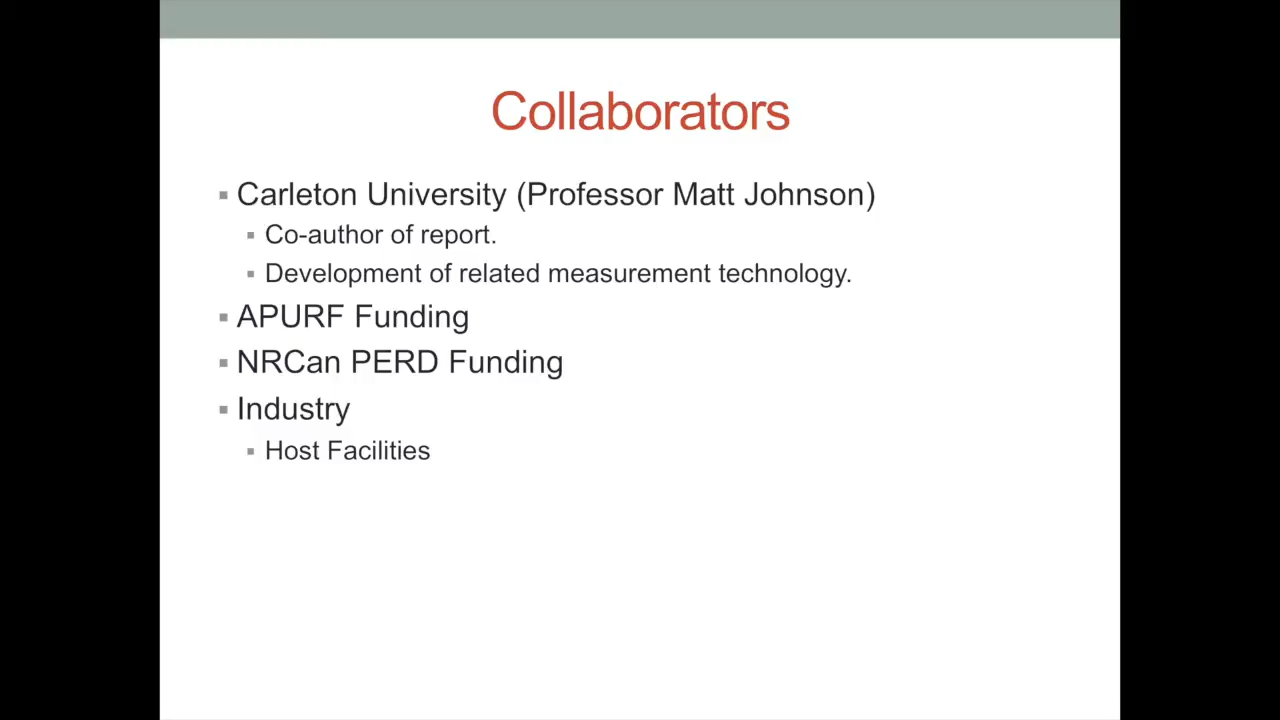 Collaborators
Carleton University (Professor Matt Johnson)
Co-author of report.
Development of related measurement technology.
APURF Funding
NRCan PERD Funding
Industry
Host Facilities